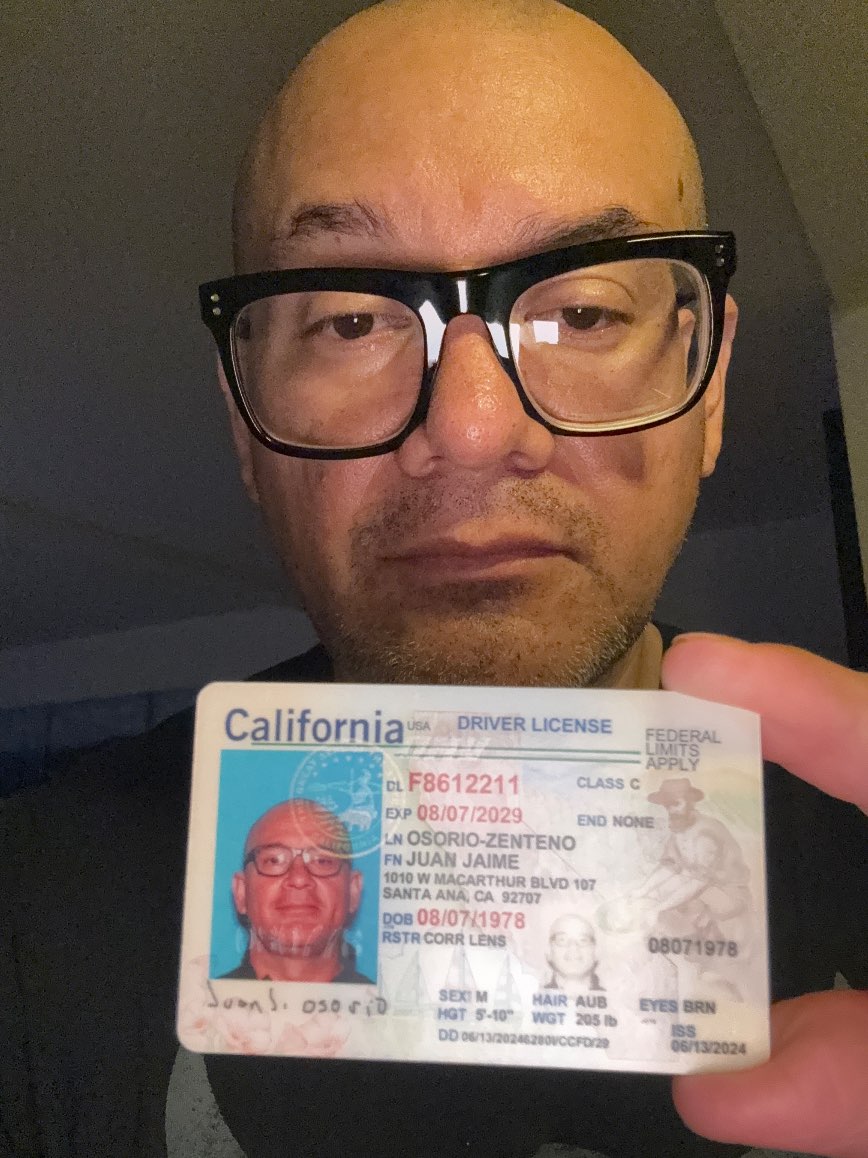 California USA DRIVER LICENSE
FEDERAL
LIMITS
APPLY
DL F8612211 CLASS C
EXP 08/07/2029 END NONE
LN OSORIO-ZENTENO
FN JUAN JAIME
1010 W MACARTHUR BLVD 107
SANTA ANA, CA 92707
DOB 08/07/1978
RSTR CORR LENS
08071978
Juan J. osorio
SEX M HAIR AUB EYES BRN
HGT 5'-10" WGT 205 lb
ISS
DD 06/13/20246280I/CCFD/29
06/13/2024